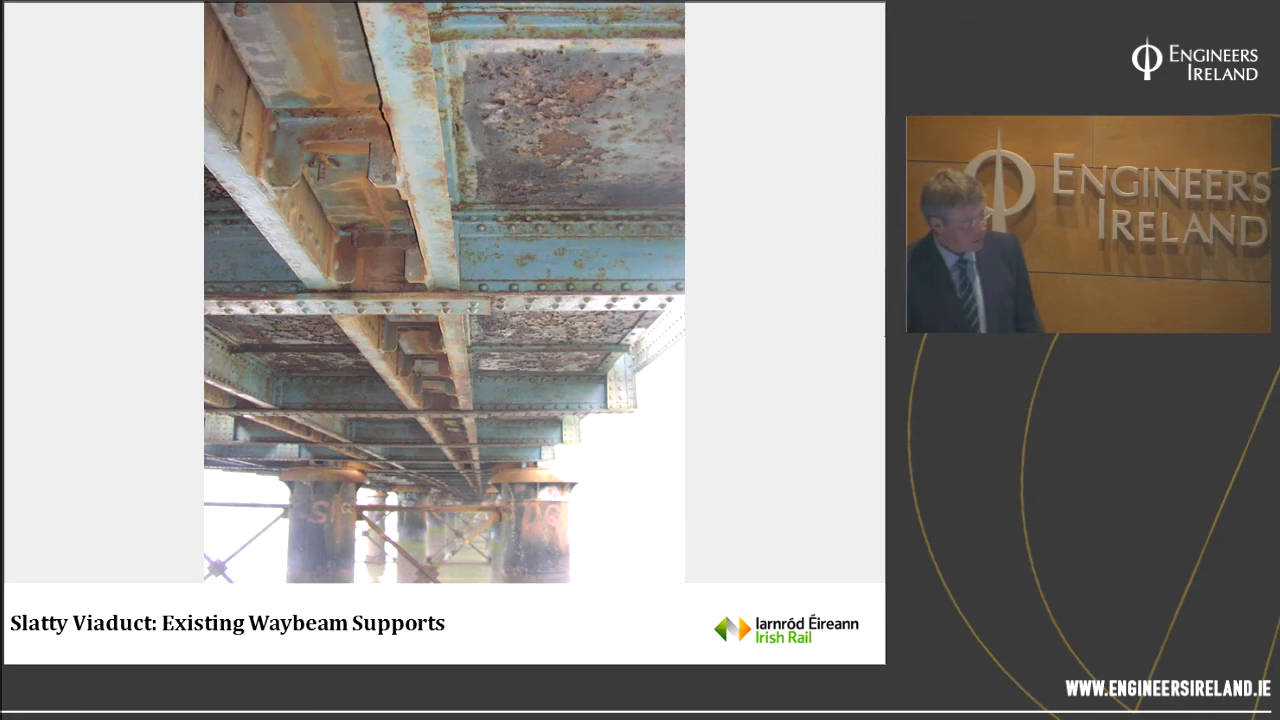 ENGINEERS
IRELAND
ENGINEERS
IRELAND
Slatty Viaduct: Existing Waybeam Supports
Iarnród Éireann
Irish Rail
WWW.ENGINEERSIRELAND.IE